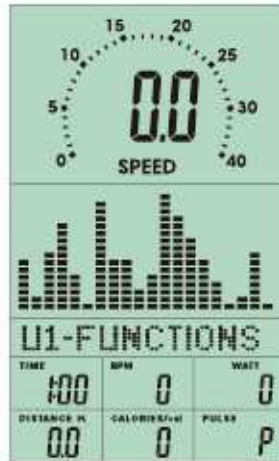 15 20
10 25
5 30
0 40
0.0
SPEED
U1-FUNCTIONS
TIME BPM WATT
1:00 0 0
DISTANCE M CALORIES/cal PULSE
0.0 0 P